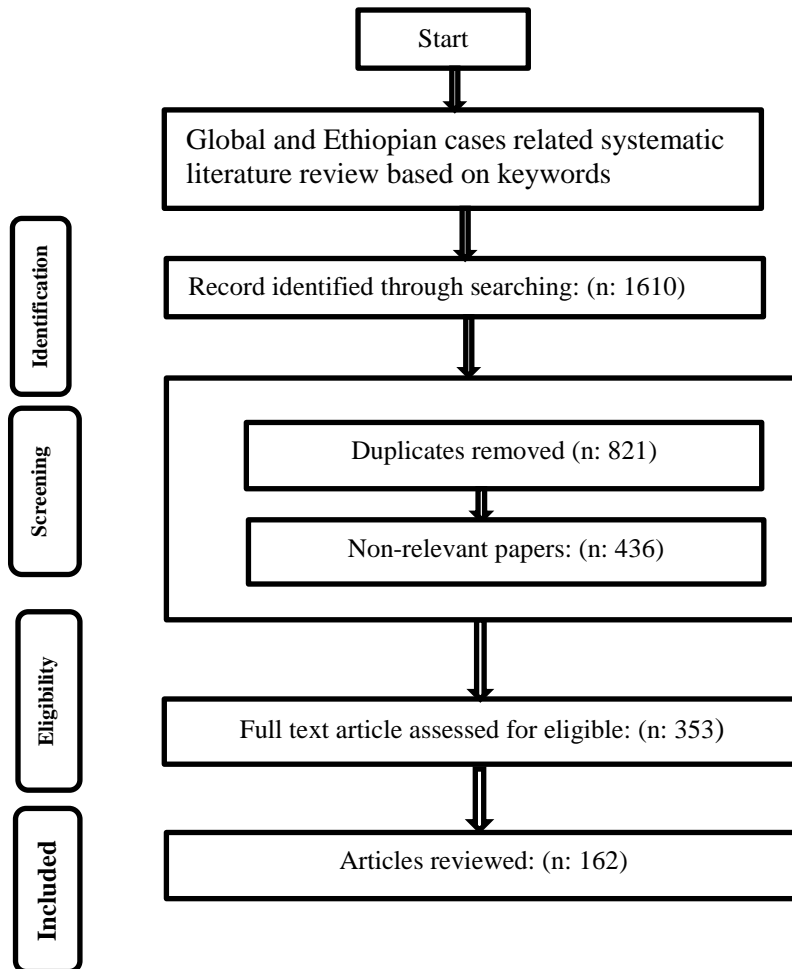 Start
Global and Ethiopian cases related systematic
literature review based on keywords
Identification
Record identified through searching: (n: 1610)
Screening
Duplicates removed (n: 821)
Non-relevant papers: (n: 436)
Eligibility
Full text article assessed for eligible: (n: 353)
Included
Articles reviewed: (n: 162)